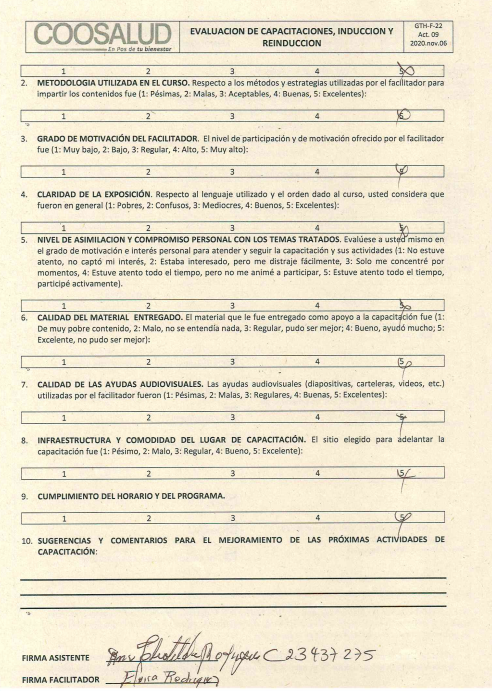 COOSALUD
En Pos de tu bienestar
EVALUACION DE CAPACITACIONES, INDUCCION Y
REINDUCCION
GTH-F-22
Act. 09
2020.nov.06
1 2 3 4 5
2. METODOLOGIA UTILIZADA EN EL CURSO. Respecto a los métodos y estrategias utilizadas por el facilitador para
impartir los contenidos fue (1: Pésimas, 2: Malas, 3: Aceptables, 4: Buenas, 5: Excelentes):
1 2 3 4 5
3. GRADO DE MOTIVACIÓN DEL FACILITADOR. El nivel de participación y de motivación ofrecido por el facilitador
fue (1: Muy bajo, 2: Bajo, 3: Regular, 4: Alto, 5: Muy alto):
1 2 3 4 5
4. CLARIDAD DE LA EXPOSICIÓN. Respecto al lenguaje utilizado y el orden dado al curso, usted considera que
fueron en general (1: Pobres, 2: Confusos, 3: Mediocres, 4: Buenos, 5: Excelentes):
1 2 3 4 5
5. NIVEL DE ASIMILACIÓN Y COMPROMISO PERSONAL CON LOS TEMAS TRATADOS. Evalúese a usted mismo en
el grado de motivación e interés personal para atender y seguir la capacitación y sus actividades (1: No estuve
atento, no captó mi interés, 2: Estaba interesado, pero me distraje fácilmente, 3: Solo me concentré por
momentos, 4: Estuve atento todo el tiempo, pero no me animé a participar, 5: Estuve atento todo el tiempo,
participé activamente).
1 2 3 4 5
6. CALIDAD DEL MATERIAL ENTREGADO. El material que le fue entregado como apoyo a la capacitación fue (1:
De muy pobre contenido, 2: Malo, no se entendía nada, 3: Regular, pudo ser mejor; 4: Bueno, ayudó mucho; 5:
Excelente, no pudo ser mejor):
1 2 3 4 5
7. CALIDAD DE LAS AYUDAS AUDIOVISUALES. Las ayudas audiovisuales (diapositivas, carteleras, videos, etc.)
utilizadas por el facilitador fueron (1: Pésimas, 2: Malas, 3: Regulares, 4: Buenas, 5: Excelentes):
1 2 3 4 5
8. INFRAESTRUCTURA Y COMODIDAD DEL LUGAR DE CAPACITACIÓN. El sitio elegido para adelantar la
capacitación fue (1: Pésimo, 2: Malo, 3: Regular, 4: Bueno, 5: Excelente):
1 2 3 4 5
9. CUMPLIMIENTO DEL HORARIO Y DEL PROGRAMA.
1 2 3 4 5
10. SUGERENCIAS Y COMENTARIOS PARA EL MEJORAMIENTO DE LAS PRÓXIMAS ACTIVIDADES DE
CAPACITACIÓN:
FIRMA ASISTENTE C 23437275
FIRMA FACILITADOR Elvira Rodriguez